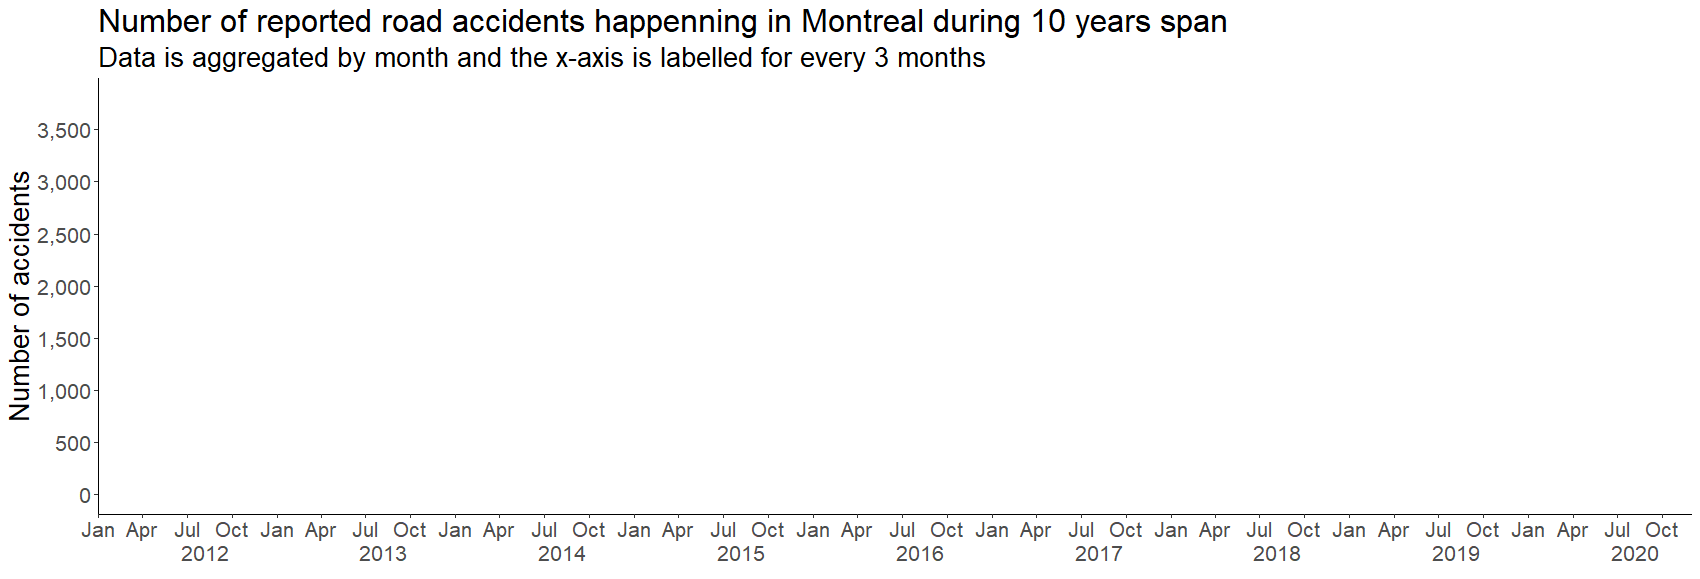 Number of reported road accidents happenning in Montreal during 10 years span
Data is aggregated by month and the x-axis is labelled for every 3 months
Number of accidents
3,500
3,000
2,500
2,000
1,500
1,000
500
0
Jan Apr Jul Oct Jan Apr Jul Oct Jan Apr Jul Oct Jan Apr Jul Oct Jan Apr Jul Oct Jan Apr Jul Oct Jan Apr Jul Oct Jan Apr Jul Oct Jan Apr Jul Oct
2012 2013 2014 2015 2016 2017 2018 2019 2020